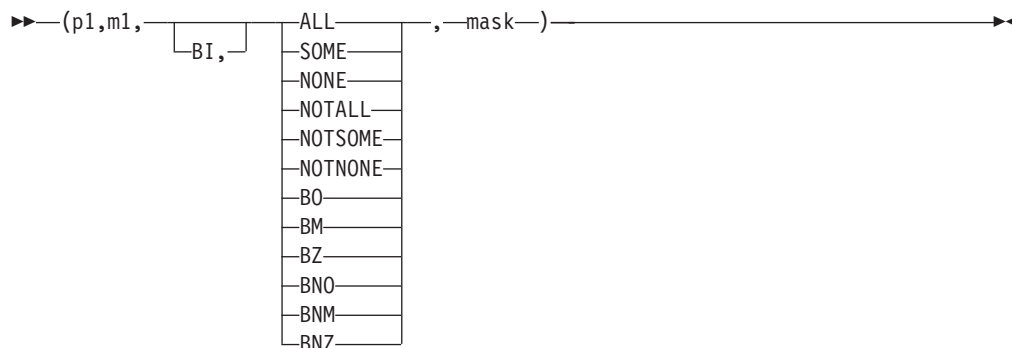 (p1,m1, ALL , mask )
BI, SOME
NONE
NOTALL
NOTSOME
NOTNONE
BO
BM
BZ
BNO
BNM
BNZ